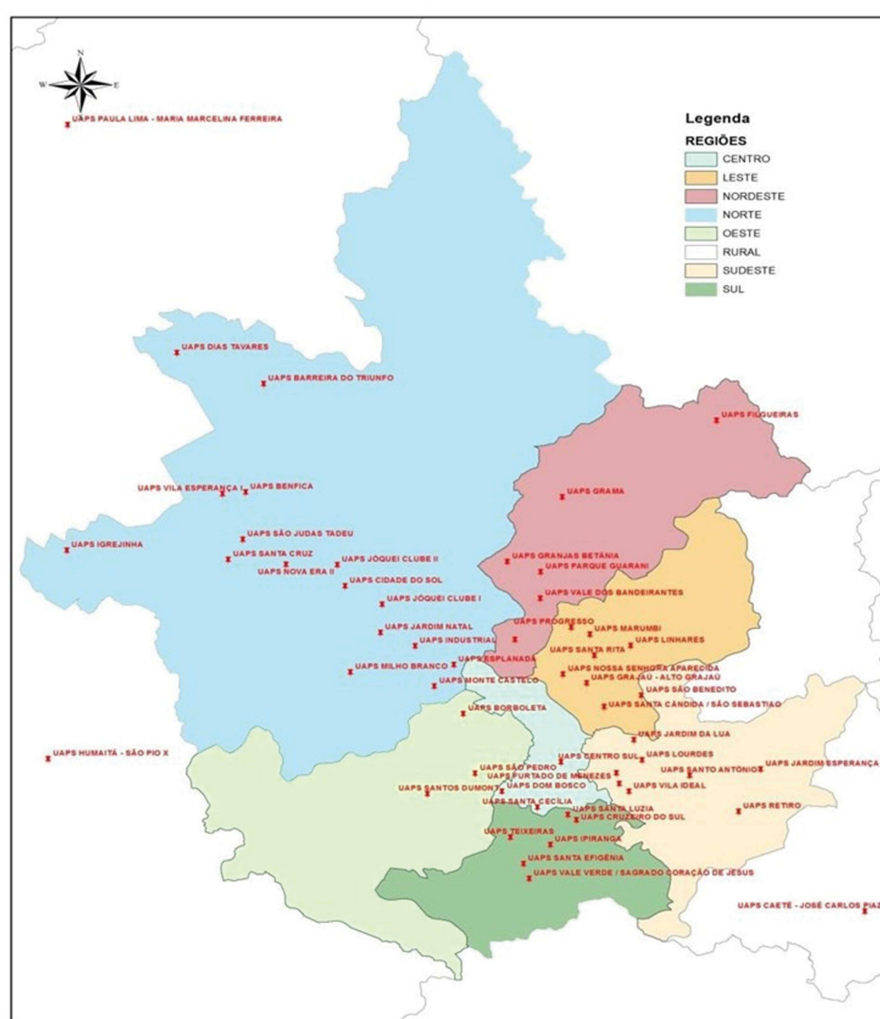 N
W
E
S
UAPS PAULA LIMA - MARIA MARCELINA FERREIRA
Legenda
REGIÕES
CENTRO
LESTE
NORDESTE
NORTE
OESTE
RURAL
SUDESTE
SUL
UAPS DIAS TAVARES
UAPS BARREIRA DO TRIUNFO
UAPS FILGUEIRAS
UAPS VILA ESPERANÇA I
UAPS BENFICA
UAPS GRAMA
UAPS SÃO JUDAS TADEU
UAPS IGREJINHA
UAPS SANTA CRUZ
UAPS NOVA ERA II
UAPS JÓQUEI CLUBE II
UAPS GRANJAS BETÂNIA
UAPS PARQUE GUARANI
UAPS CIDADE DO SOL
UAPS VALE DOS BANDEIRANTES
UAPS JÓQUEI CLUBE I
UAPS PROGRESSO
UAPS JARDIM NATAL
UAPS MARUMBI
UAPS INDUSTRIAL
UAPS LINHARES
UAPS SANTA RITA
UAPS ESPLANADA
UAPS MILHO BRANCO
UAPS NOSSA SENHORA APARECIDA
UAPS GRAJAÚ - ALTO GRAJAÚ
UAPS MONTE CASTELO
UAPS SÃO BENEDITO
UAPS BORBOLETA
UAPS SANTA CÂNDIDA / SÃO SEBASTIAO
UAPS JARDIM DA LUA
UAPS HUMAITÁ - SÃO PIO X
UAPS CENTRO SUL
UAPS LOURDES
UAPS JARDIM ESPERANÇA
UAPS SÃO PEDRO
UAPS SANTO ANTÔNIO
UAPS FURTADO DE MENEZES
UAPS DOM BOSCO
UAPS VILA IDEAL
UAPS SANTOS DUMONT
UAPS SANTA CECÍLIA
UAPS RETIRO
UAPS SANTA LUZIA
UAPS CRUZEIRO DO SUL
UAPS TEIXEIRAS
UAPS IPIRANGA
UAPS SANTA EFIGÊNIA
UAPS VALE VERDE / SAGRADO CORAÇÃO DE JESUS
UAPS CAETÉ - JOSÉ CARLOS PIAZ